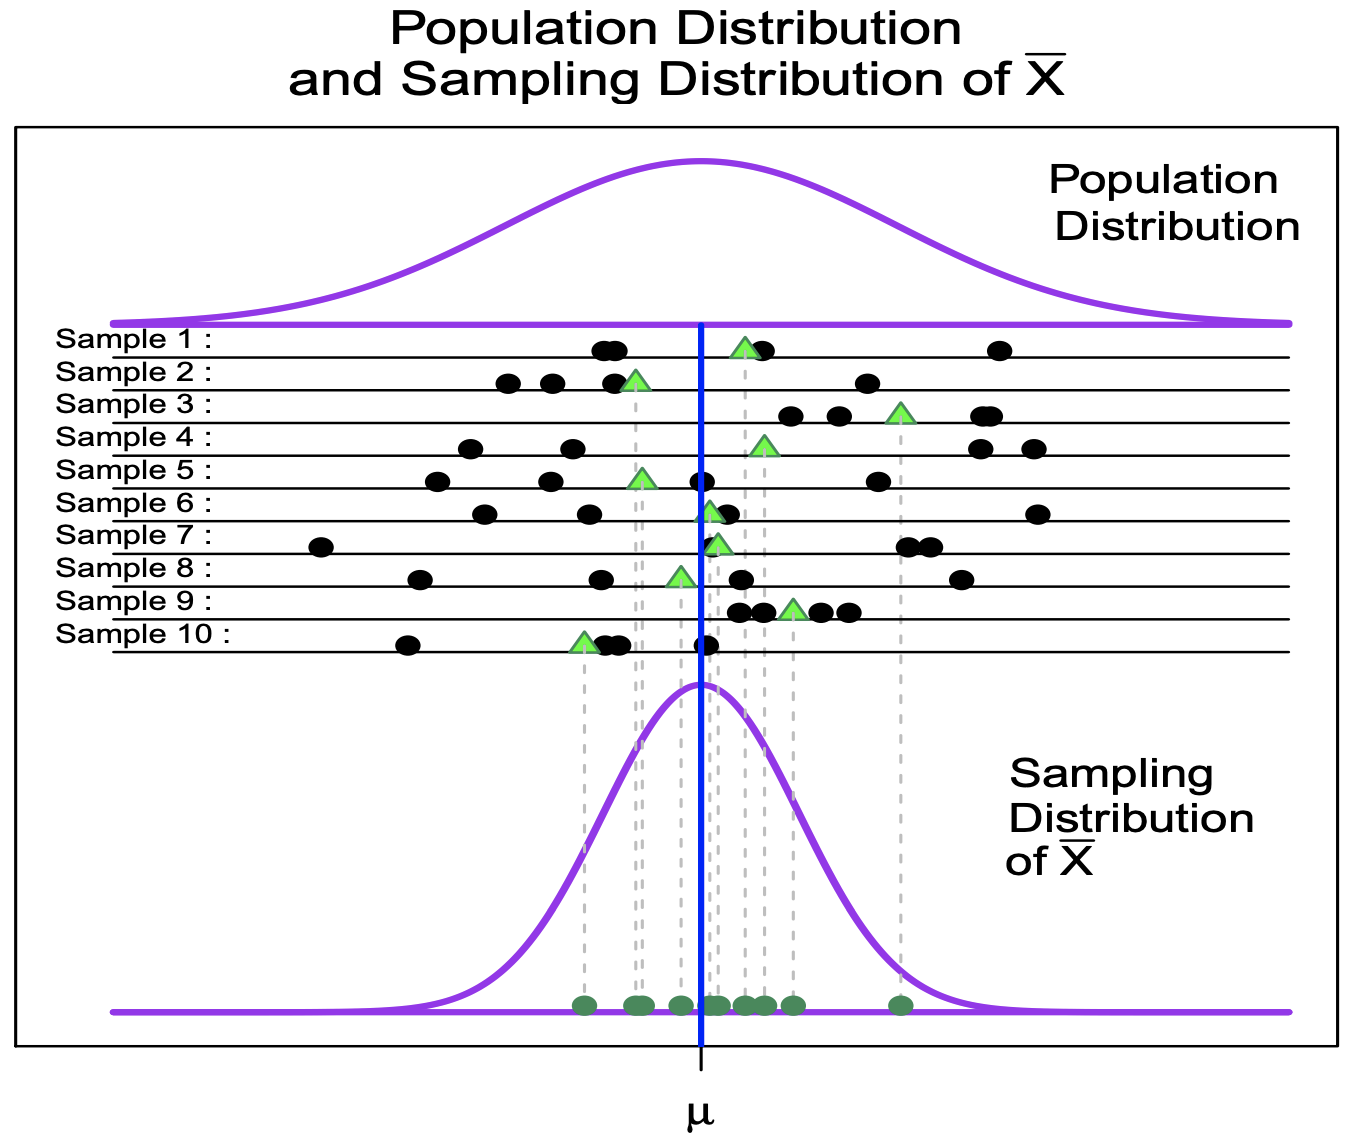 Population Distribution
and Sampling Distribution of X̅
Population
Distribution
Sample 1 :
Sample 2 :
Sample 3 :
Sample 4 :
Sample 5 :
Sample 6 :
Sample 7 :
Sample 8 :
Sample 9 :
Sample 10 :
Sampling
Distribution
of X̅
μ